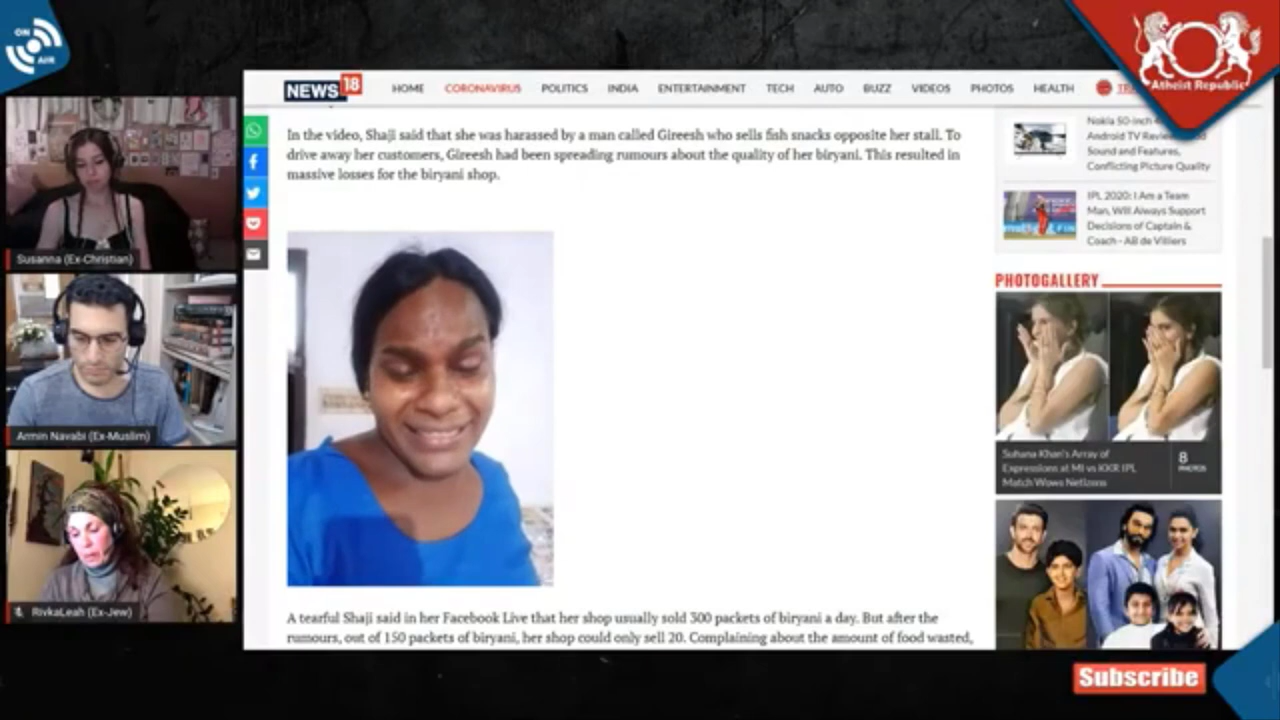 ON
AIR
Susanna (Ex-Christian)
Armin Navabi (Ex-Muslim)
RivkaLeah (Ex-Jew)
NEWS 18
HOME
CORONAVIRUS
POLITICS
INDIA
ENTERTAINMENT
TECH
AUTO
BUZZ
VIDEOS
PHOTOS
HEALTH
Atheist Republic
In the video, Shaji said that she was harassed by a man called Gireesh who sells fish snacks opposite her stall. To
drive away her customers, Gireesh had been spreading rumours about the quality of her biryani. This resulted in
massive losses for the biryani shop.
A tearful Shaji said in her Facebook Live that her shop usually sold 300 packets of biryani a day. But after the
rumours, out of 150 packets of biryani, her shop could only sell 20. Complaining about the amount of food wasted,
Nokia 50-inch
Android TV
Sound and Features,
Conflicting Picture Quality
IPL 2020: I Am a Team
Man, Will Always Support
Decisions of Captain &
Coach - AB de Villiers
PHOTOGALLERY
Suhana Khan's Array of
Expressions at MI vs KKR IPL
Match Wows Netizens
8
PHOTOS
Subscribe